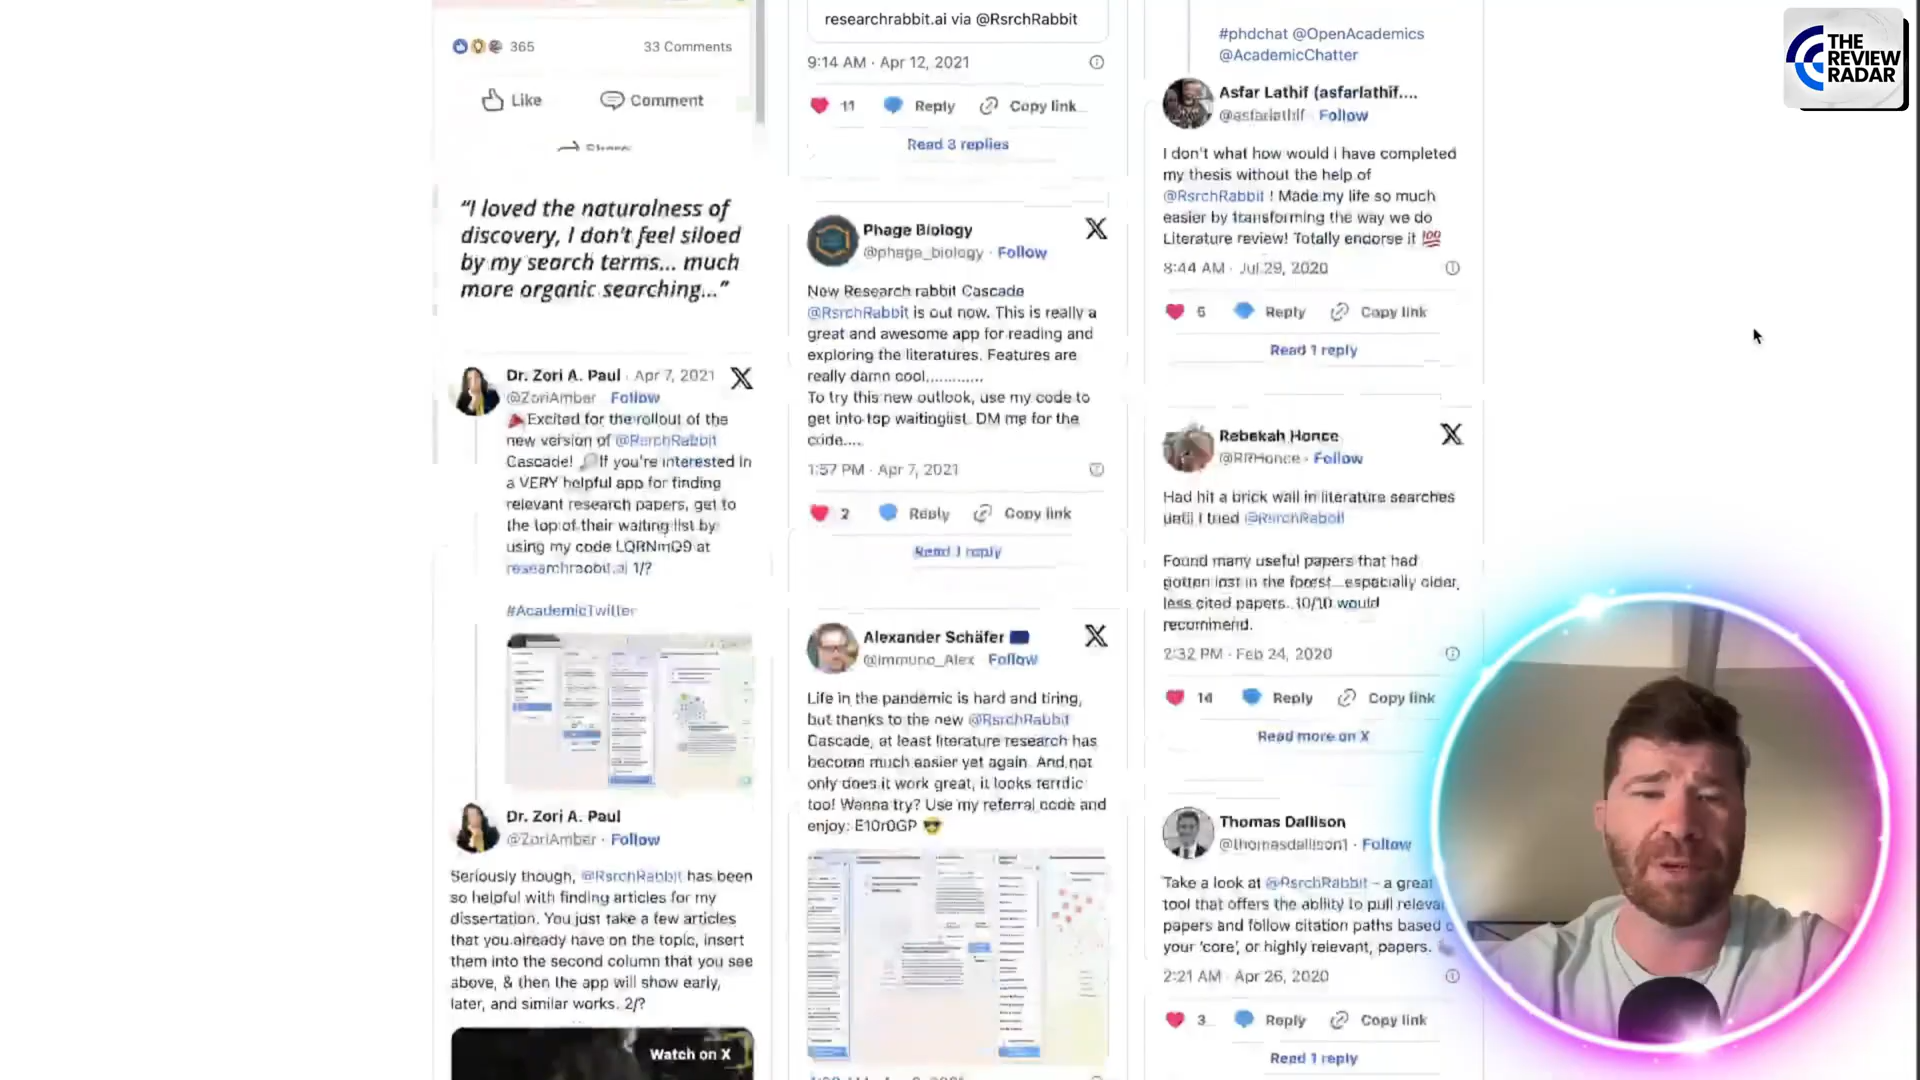 365
33 Comments
Like
Comment
“I loved the naturalness of
discovery, I don't feel siloed
by my search terms... much
more organic searching...”
Dr. Zori A. Paul · Apr 7, 2021
@ZoriAmber Follow
Excited for the rollout of the
new version of @RsrchRabbit
Cascade! If you're interested in
a VERY helpful app for finding
relevant research papers, get to
the top of their waiting list by
using my code LQRNmQ9 at
researchrabbit.ai 1/?
#AcademicTwitter
Dr. Zori A. Paul
@ZoriAmber · Follow
Seriously though, @RsrchRabbit has been
so helpful with finding articles for my
dissertation. You just take a few articles
that you already have on the topic, insert
them into the second column that you see
above, & then the app will show early,
later, and similar works. 2/?
Watch on X
researchrabbit.ai via @RsrchRabbit
9:14 AM · Apr 12, 2021
11 Reply Copy link
Read 3 replies
Phage Biology
@phage_biology · Follow
New Research rabbit Cascade
@RsrchRabbit is out now. This is really a
great and awesome app for reading and
exploring the literatures. Features are
really damn cool.............
To try this new outlook, use my code to
get into top waitinglist. DM me for the
code....
1:57 PM · Apr 7, 2021
2 Reply Copy link
Read 1 reply
Alexander Schäfer
@Immuno_Alex Follow
Life in the pandemic is hard and tiring,
but thanks to the new @RsrchRabbit
Cascade, at least literature research has
become much easier yet again. And not
only does it work great, it looks terrific
too! Wanna try? Use my referral code and
enjoy: E10r0GP
#phdchat @OpenAcademics
@AcademicChatter
Asfar Lathif (asfarlathif....
@asfarlathif Follow
I don't what how would i have completed
my thesis without the help of
@RsrchRabbit ! Made my life so much
easier by transforming the way we do
Literature review! Totally endorse it 💯
8:44 AM · Jul 29, 2020
6 Reply Copy link
Read 1 reply
Rebekah Honce
@RRHonce · Follow
Had hit a brick wall in literature searches
until I tried @RsrchRabbit
Found many useful papers that had
gotten lost in the forest...especially older,
less cited papers. 10/10 would
recommend.
2:32 PM · Feb 24, 2020
14 Reply Copy link
Read more on X
Thomas Dallison
@thomasdallison1 · Follow
Take a look at @RsrchRabbit – a great
tool that offers the ability to pull releva
papers and follow citation paths based
your 'core', or highly relevant, papers.
2:21 AM · Apr 26, 2020
3 Reply Copy link
Read 1 reply
THE
REVIEW
RADAR